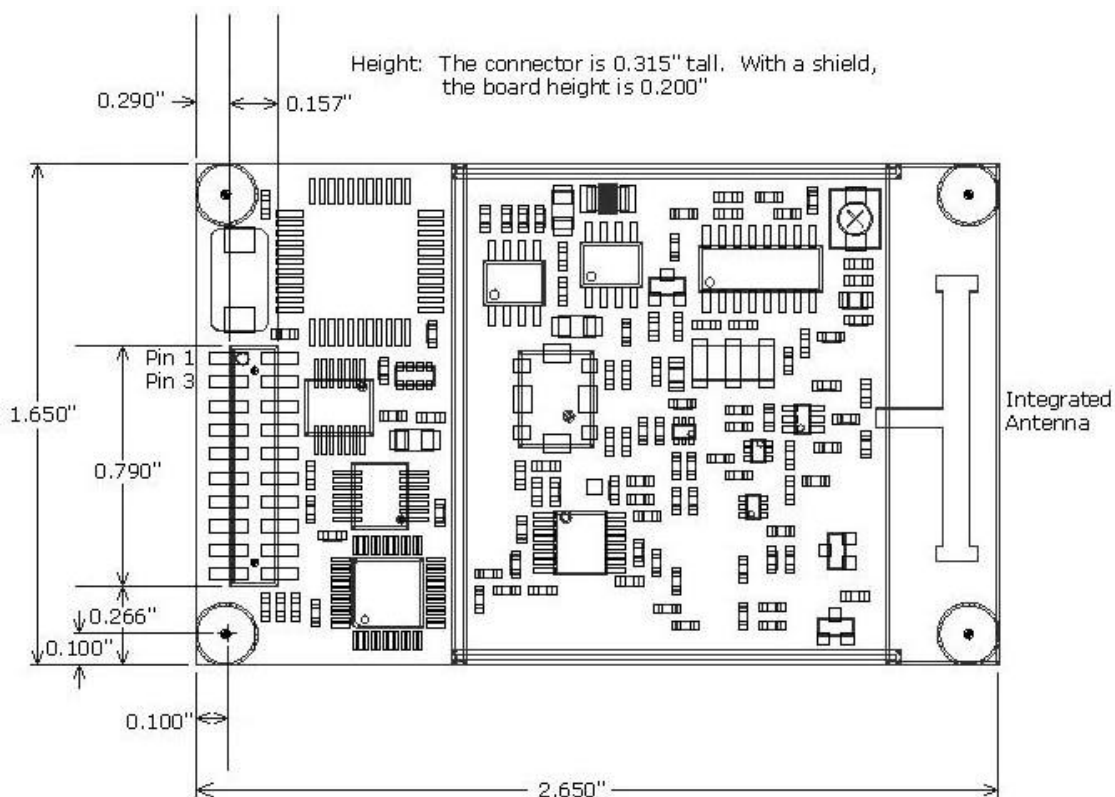 Height: The connector is 0.315" tall. With a shield,
the board height is 0.200"
0.290"
0.157"
Pin 1
Pin 3
1.650"
Integrated
Antenna
0.790"
0.266"
0.100"
0.100"
2.650"